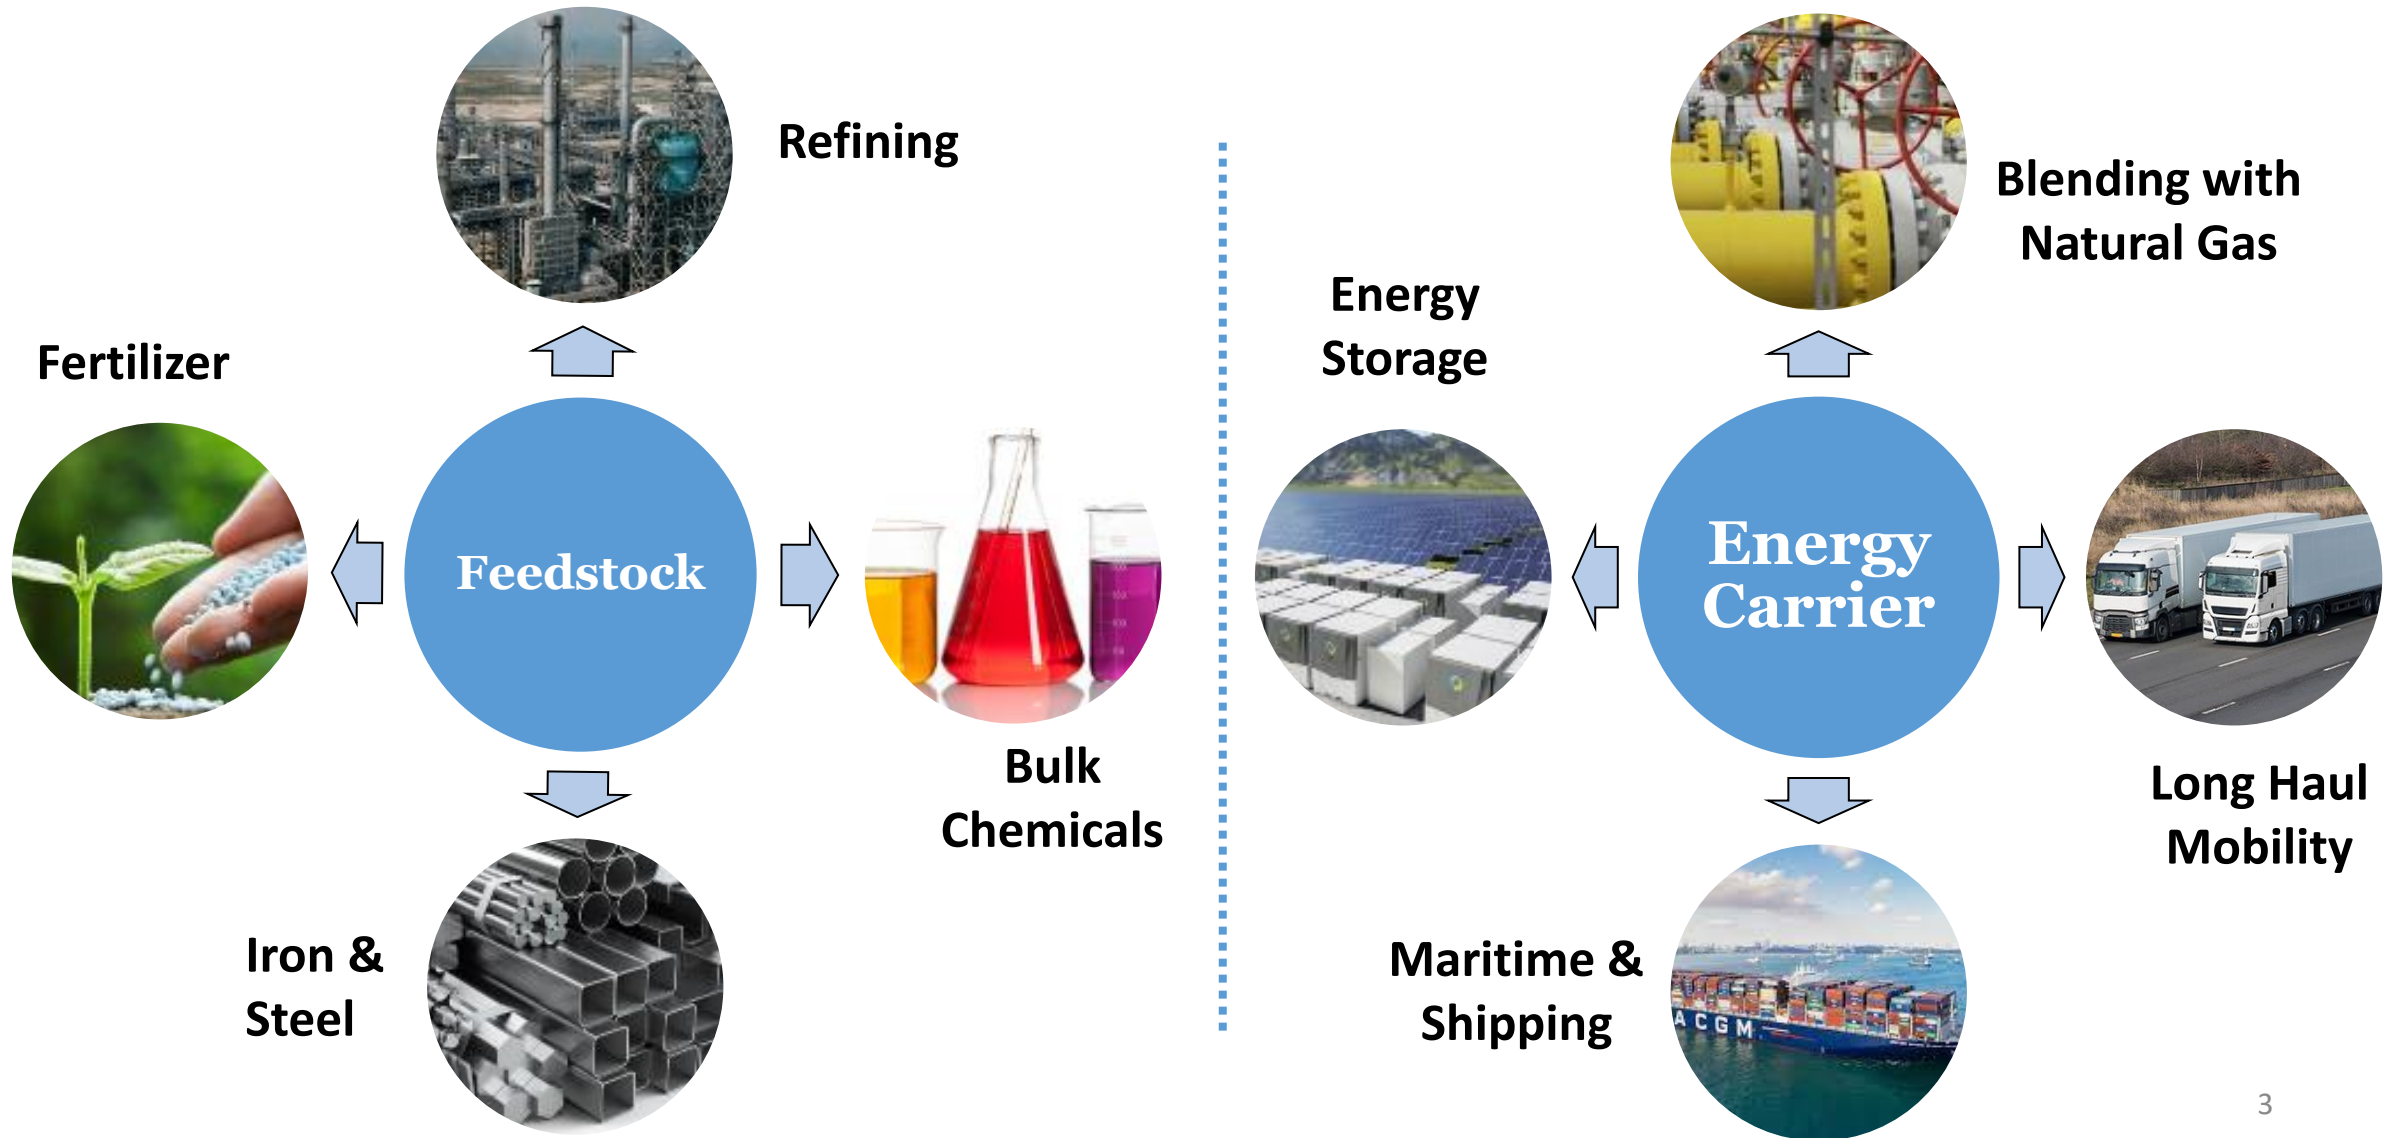 Refining
Fertilizer
Feedstock
Bulk
Chemicals
Iron &
Steel
Blending with
Natural Gas
Energy
Storage
Energy
Carrier
Long Haul
Mobility
Maritime &
Shipping
A CGM
3